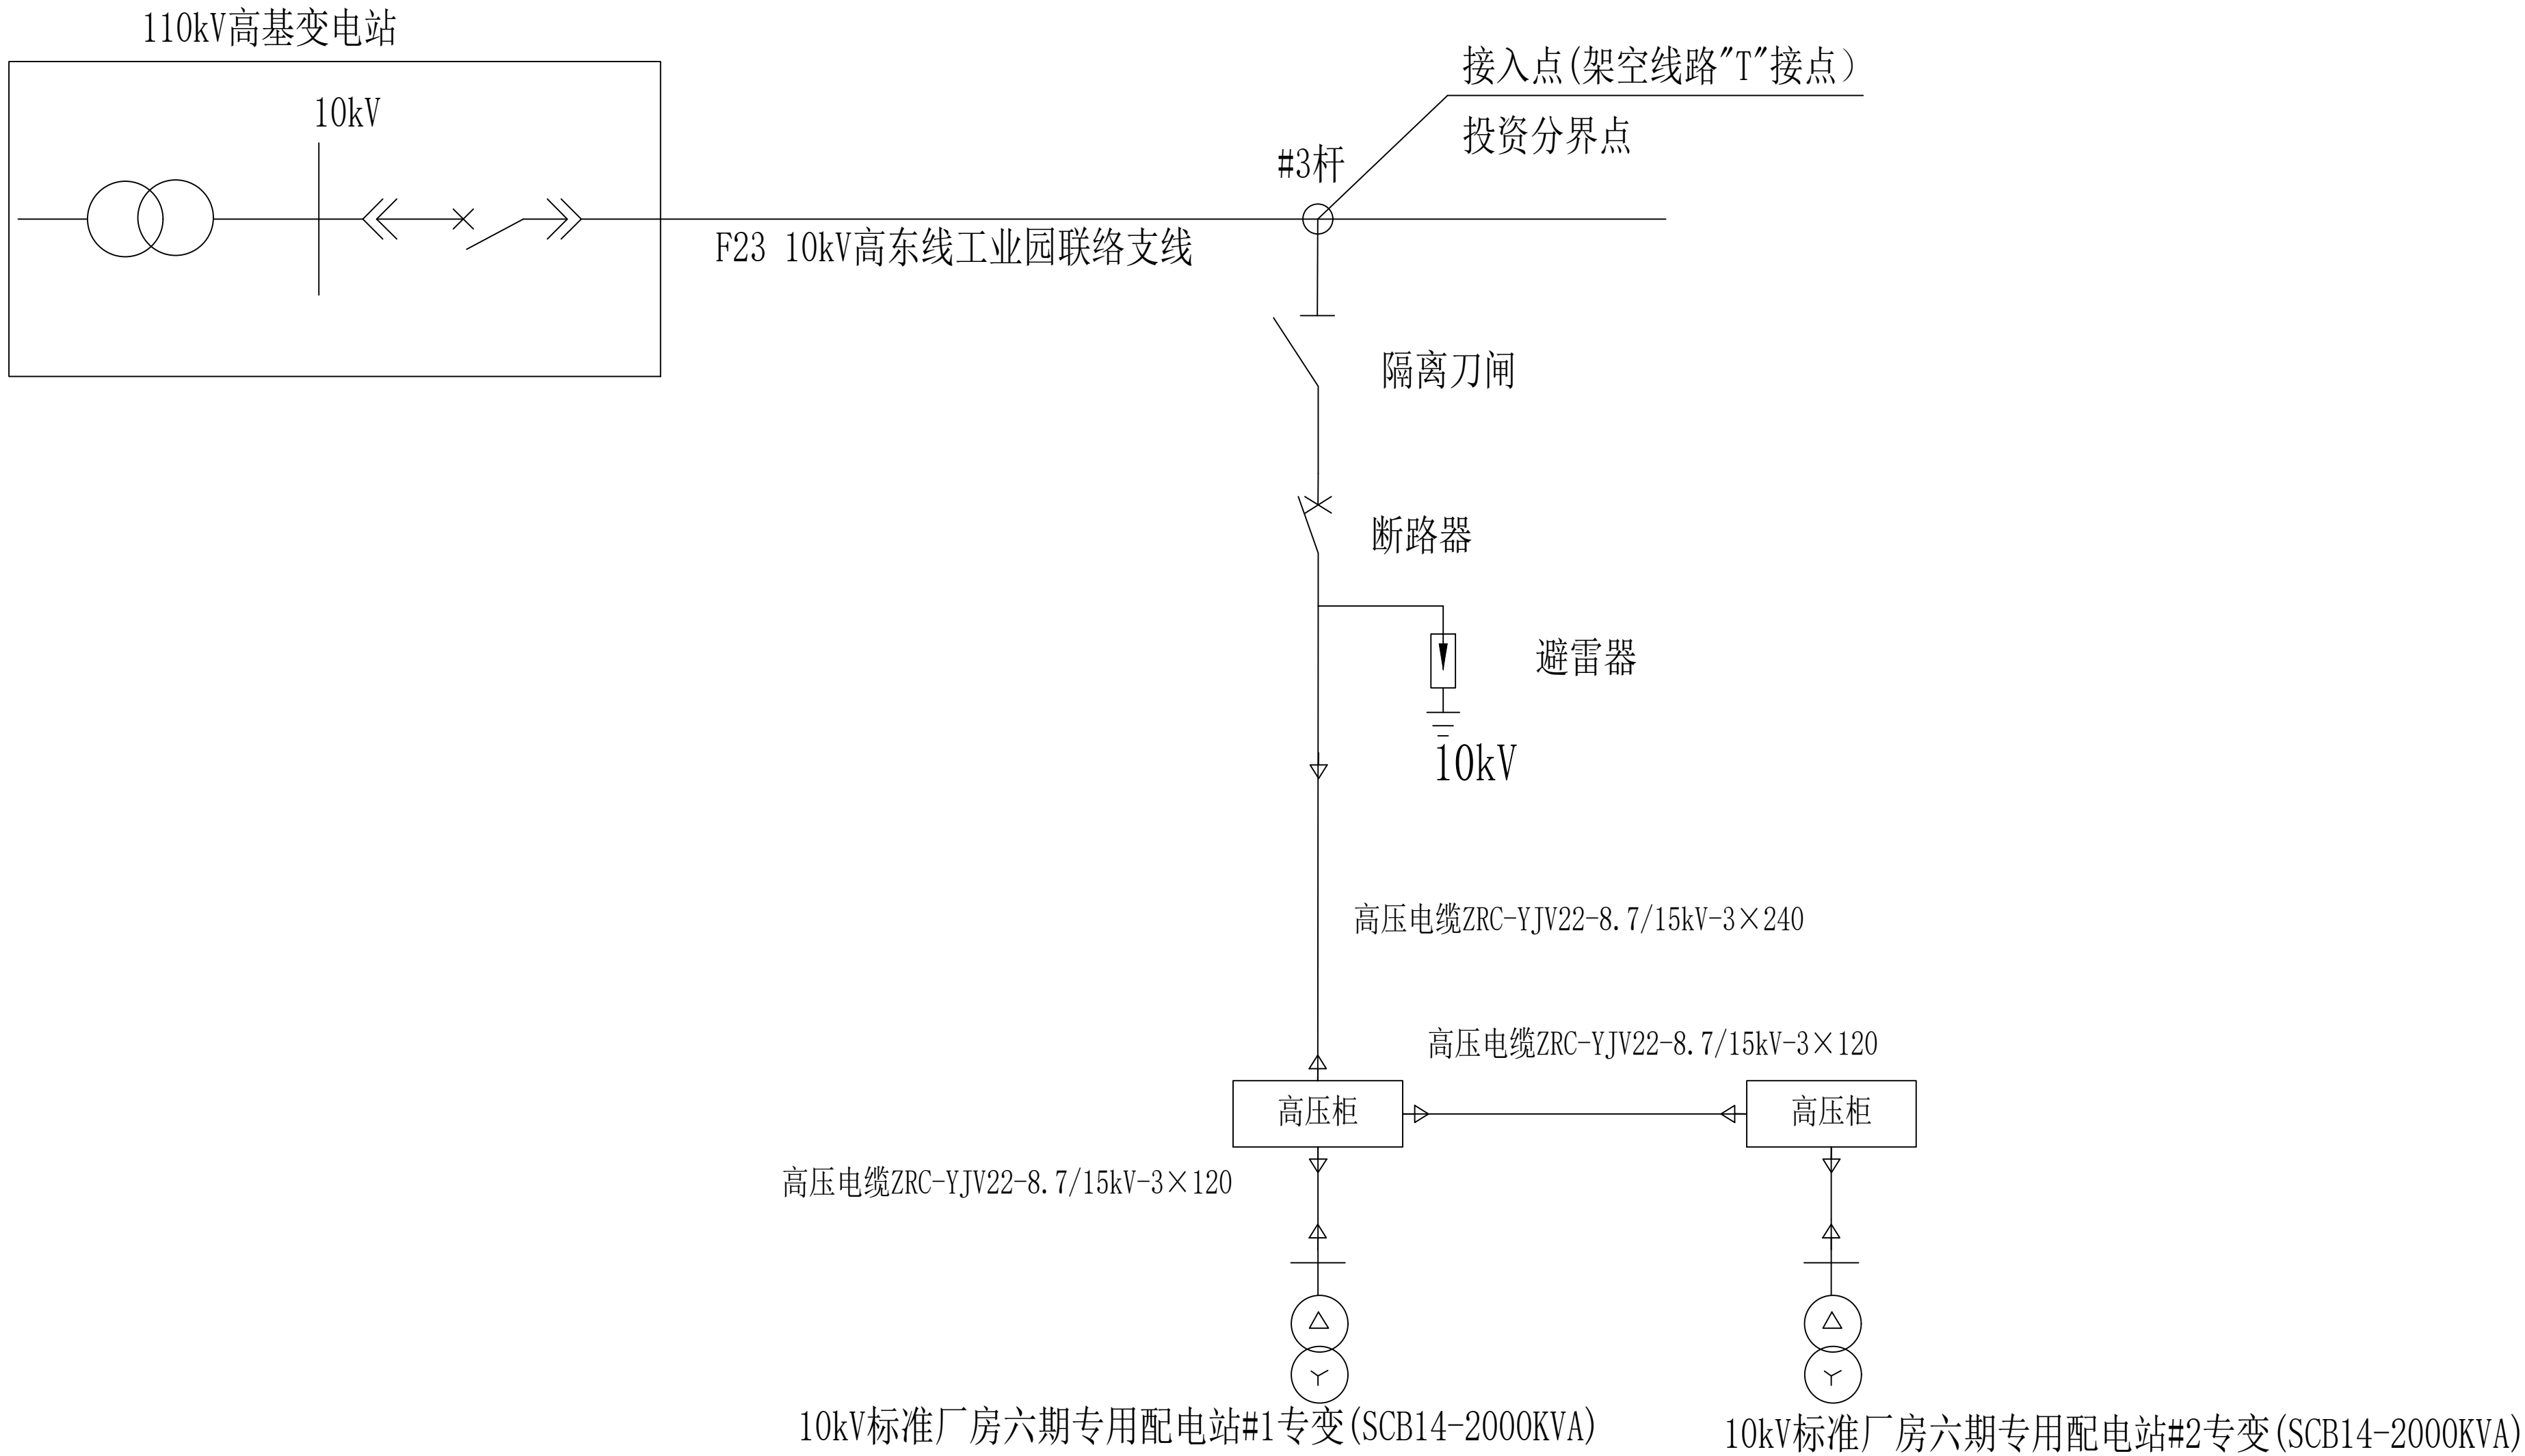 110kV高基变电站
10kV
接入点(架空线路"T"接点）
投资分界点
#3杆
F23 10kV高东线工业园联络支线
隔离刀闸
断路器
避雷器
10kV
高压电缆ZRC-YJV22-8.7/15kV-3×240
高压电缆ZRC-YJV22-8.7/15kV-3×120
高压柜
高压柜
高压电缆ZRC-YJV22-8.7/15kV-3×120
10kV标准厂房六期专用配电站#1专变(SCB14-2000KVA)
10kV标准厂房六期专用配电站#2专变(SCB14-2000KVA)